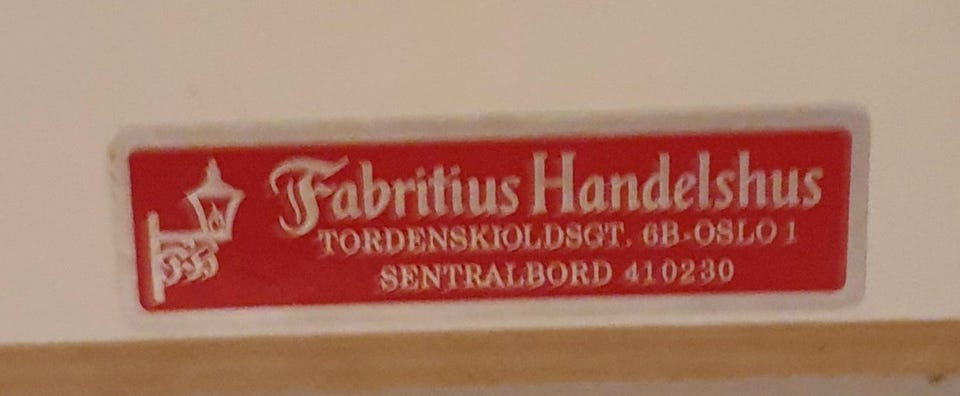 Fabritius Handelshus
TORDENSKIOLDSGT. 6B-OSLO 1
SENTRALBORD 410230